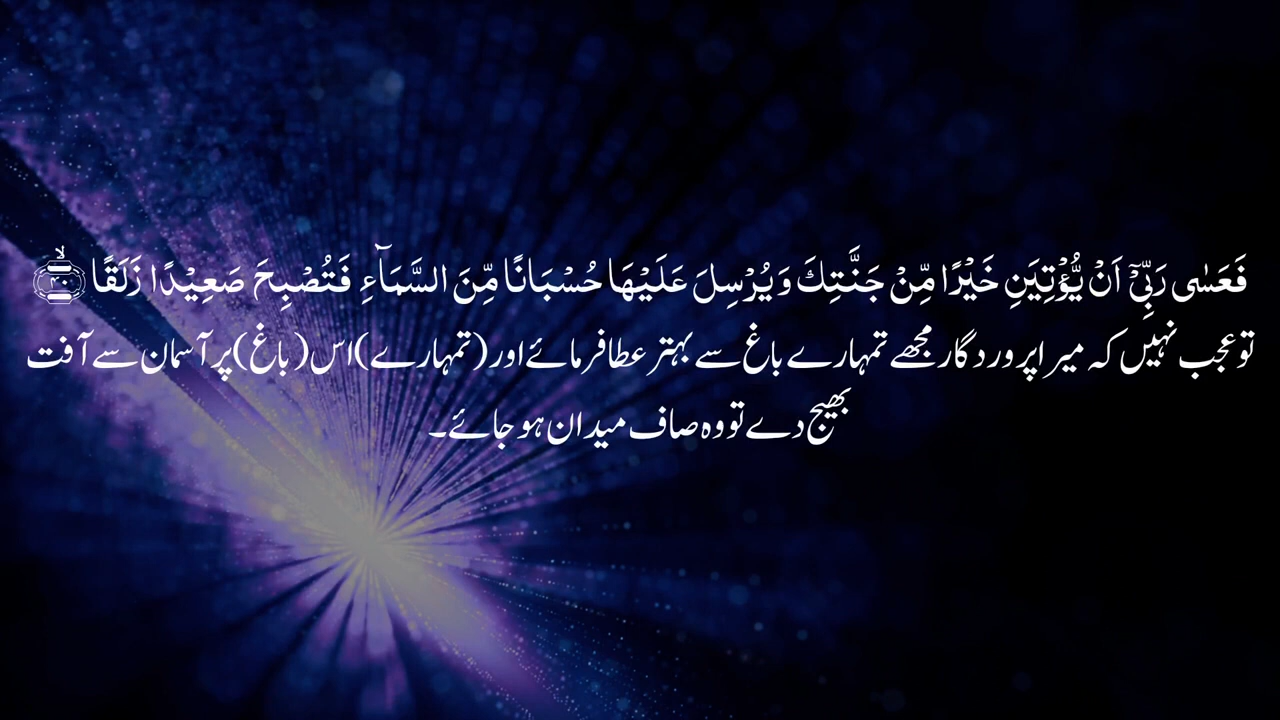 فَعَسٰى رَبِّيْٓ اَنْ يُّؤْتِيَنِ خَيْرًا مِّنْ جَنَّتِكَ وَيُرْسِلَ عَلَيْهَا حُسْبَانًا مِّنَ السَّمَآءِ فَتُصْبِحَ صَعِيْدًا زَلَقًا ۙ﴿۴۰﴾
تو عجب نہیں کہ میرا پروردگار مجھے تمہارے باغ سے بہتر عطا فرمائے اور (تمہارے) اس (باغ) پر آسمان سے آفت
بھیج دے تو وہ صاف میدان ہو جائے۔